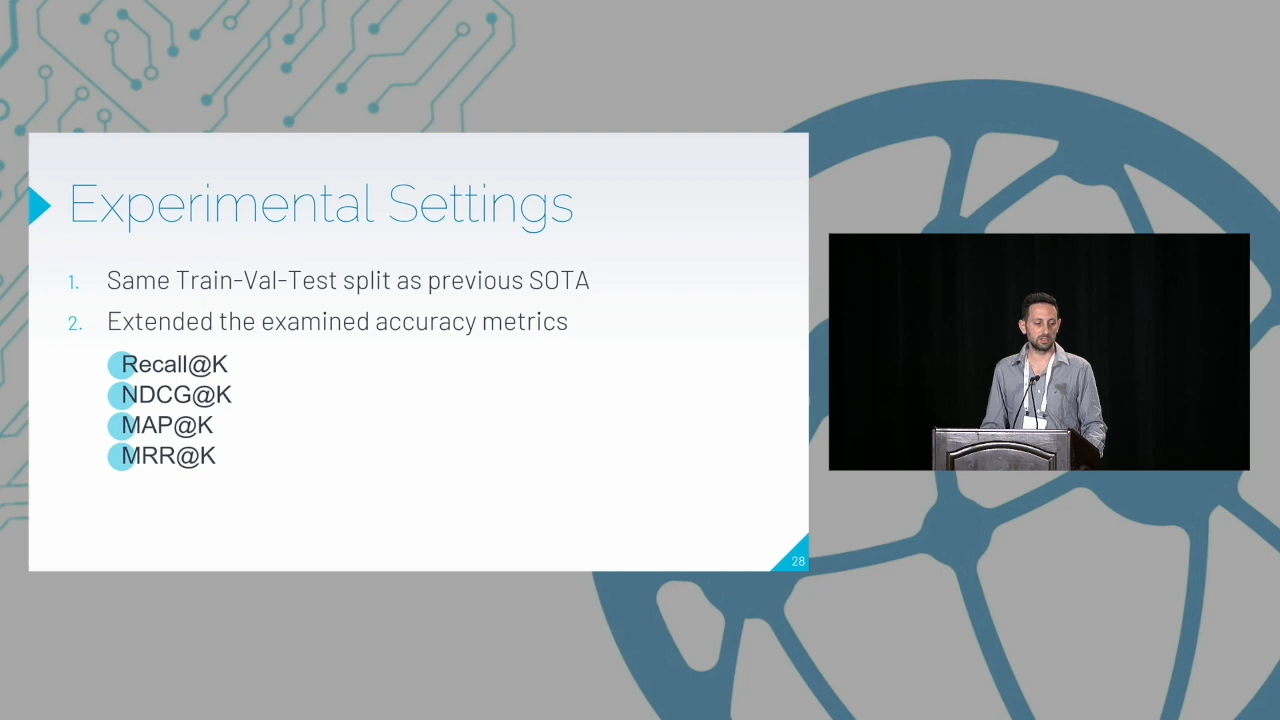 Experimental Settings
1. Same Train-Val-Test split as previous SOTA
2. Extended the examined accuracy metrics
Recall@K
NDCG@K
MAP@K
MRR@K
28